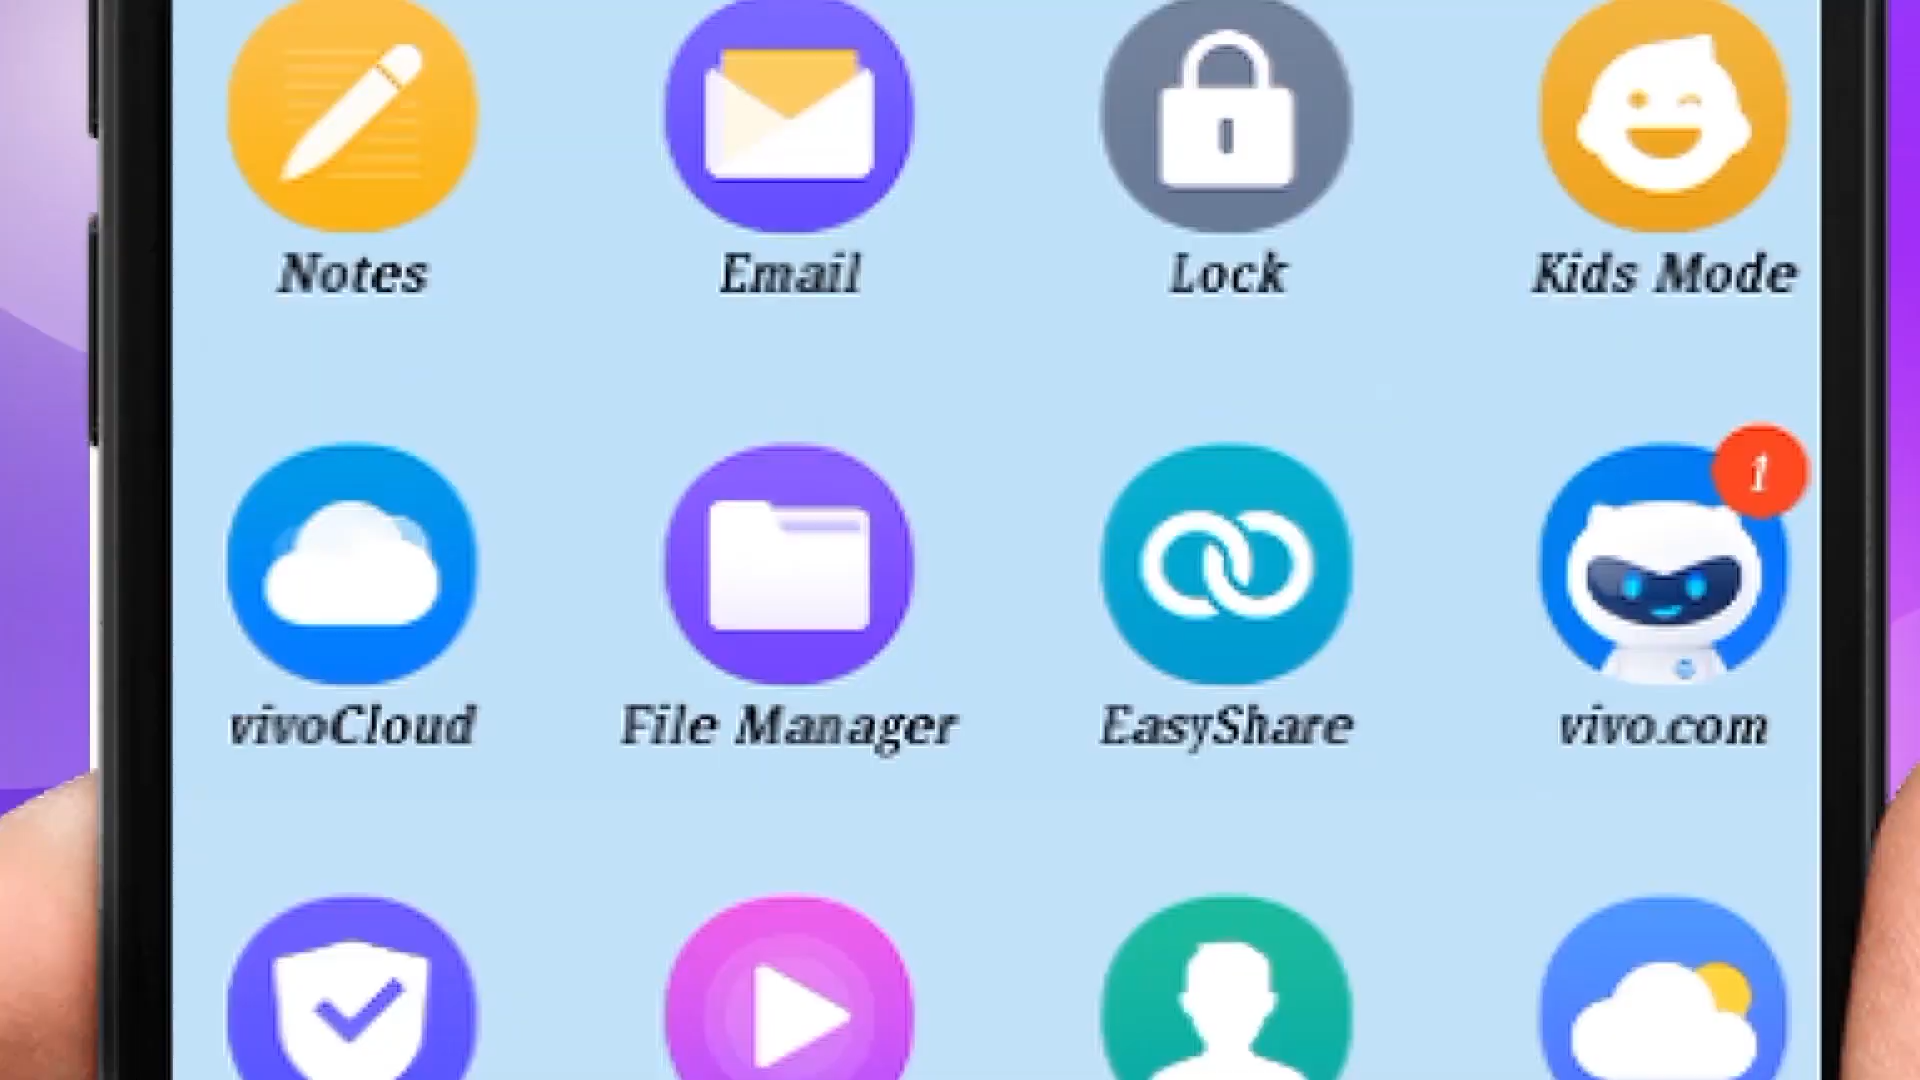 Notes
Email
Lock
Kids Mode
1
vivoCloud
File Manager
EasyShare
vivo.com